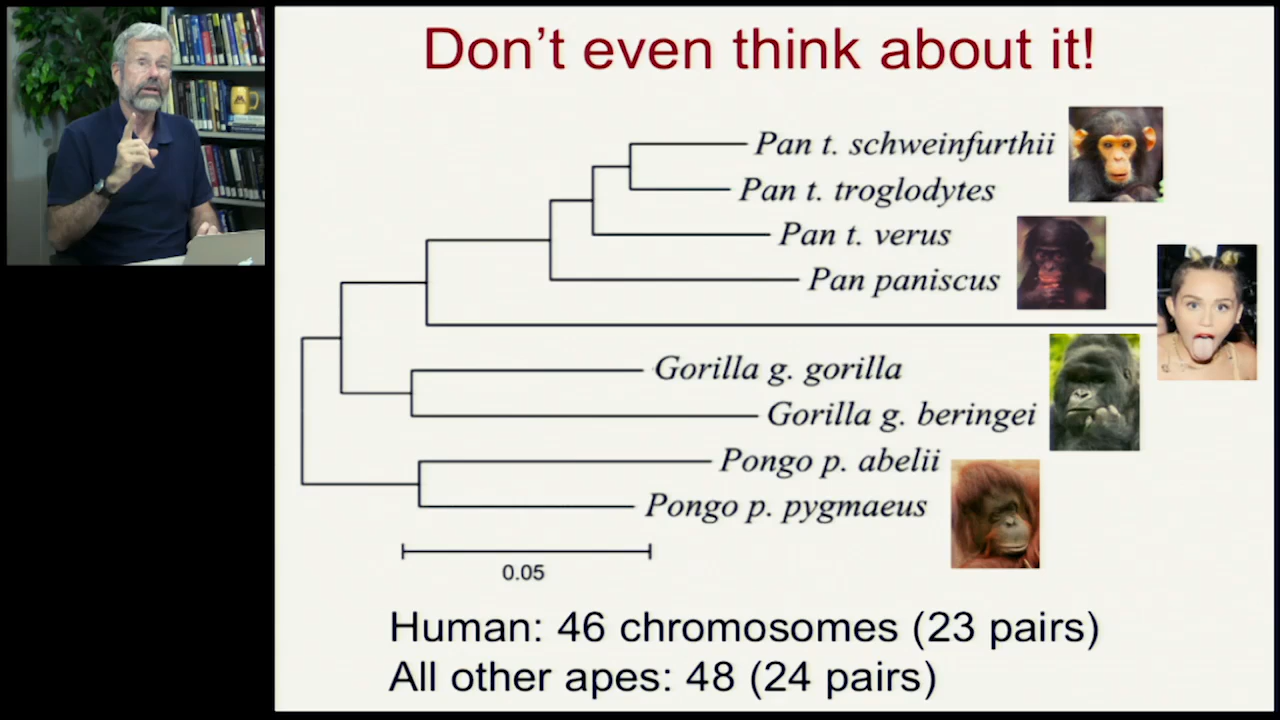 Don't even think about it!
Pan t. schweinfurthii
Pan t. troglodytes
Pan t. verus
Pan paniscus
Gorilla g. gorilla
Gorilla g. beringei
Pongo p. abelii
Pongo p. pygmaeus
0.05
Human: 46 chromosomes (23 pairs)
All other apes: 48 (24 pairs)